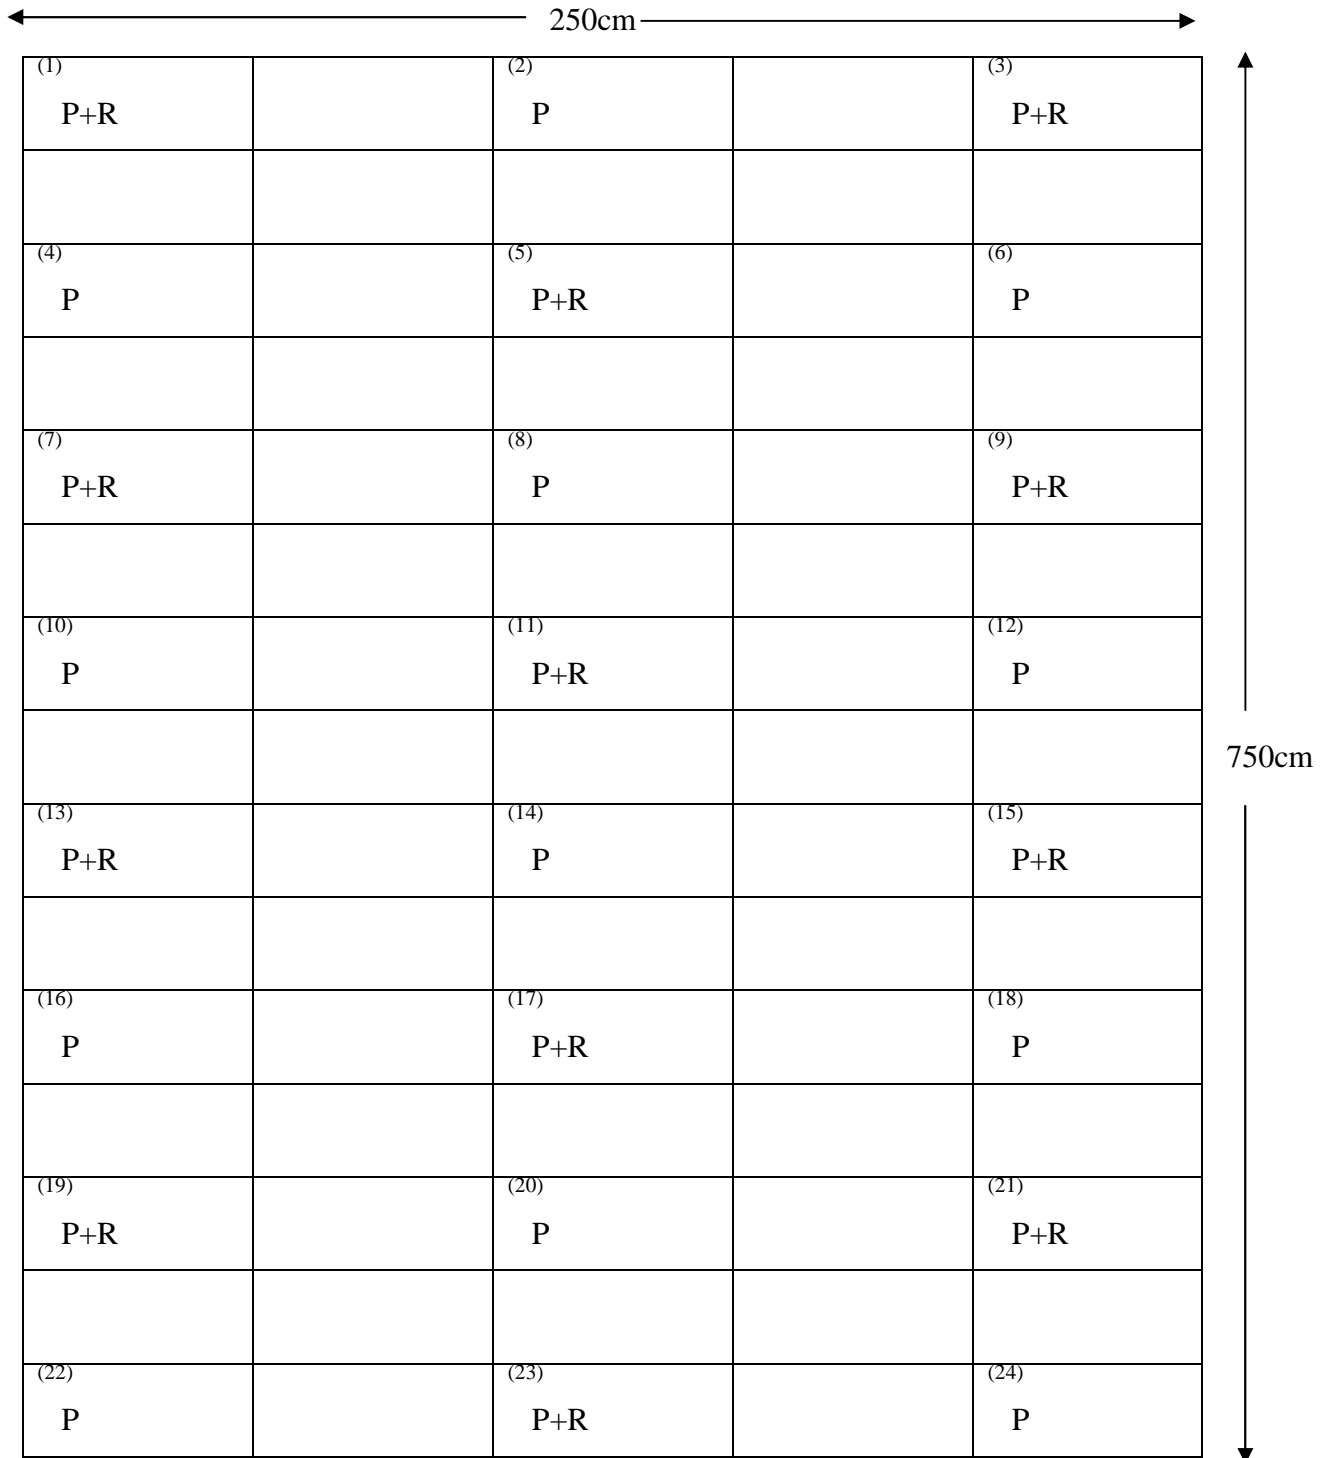 250cm
(1) (2) (3)
P+R P P+R
(4) (5) (6)
P P+R P
(7) (8) (9)
P+R P P+R
(10) (11) (12)
P P+R P
750cm
(13) (14) (15)
P+R P P+R
(16) (17) (18)
P P+R P
(19) (20) (21)
P+R P P+R
(22) (23) (24)
P P+R P